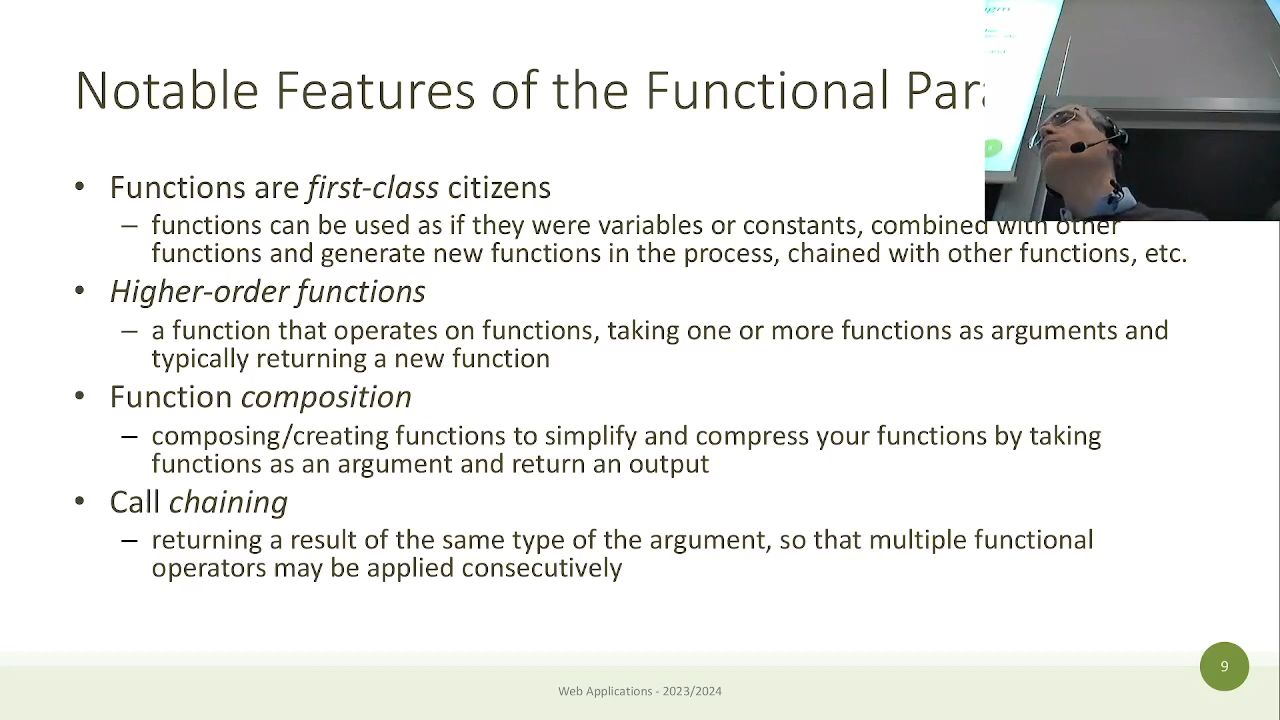 Notable Features of the Functional
• Functions are first-class citizens
– functions can be used as if they were variables or constants, combined with other
functions and generate new functions in the process, chained with other functions, etc.
• Higher-order functions
– a function that operates on functions, taking one or more functions as arguments and
typically returning a new function
• Function composition
– composing/creating functions to simplify and compress your functions by taking
functions as an argument and return an output
• Call chaining
– returning a result of the same type of the argument, so that multiple functional
operators may be applied consecutively
9
Web Applications - 2023/2024